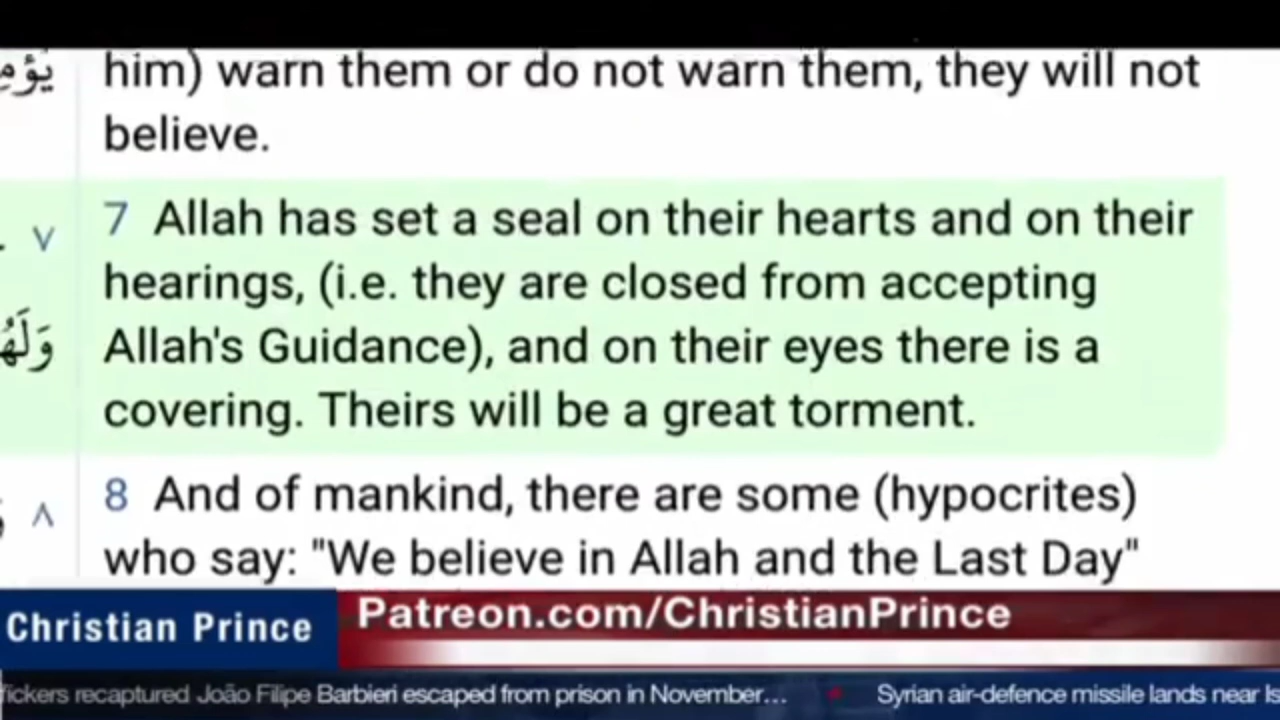 him) warn them or do not warn them, they will not
believe.
٧
7 Allah has set a seal on their hearts and on their
hearings, (i.e. they are closed from accepting
Allah's Guidance), and on their eyes there is a
covering. Theirs will be a great torment.
٨
8 And of mankind, there are some (hypocrites)
who say: "We believe in Allah and the Last Day"
Christian Prince
Patreon.com/ChristianPrince
recaptured João Filipe Barbieri escaped from prison in November...
Syrian air-defence missile lands near